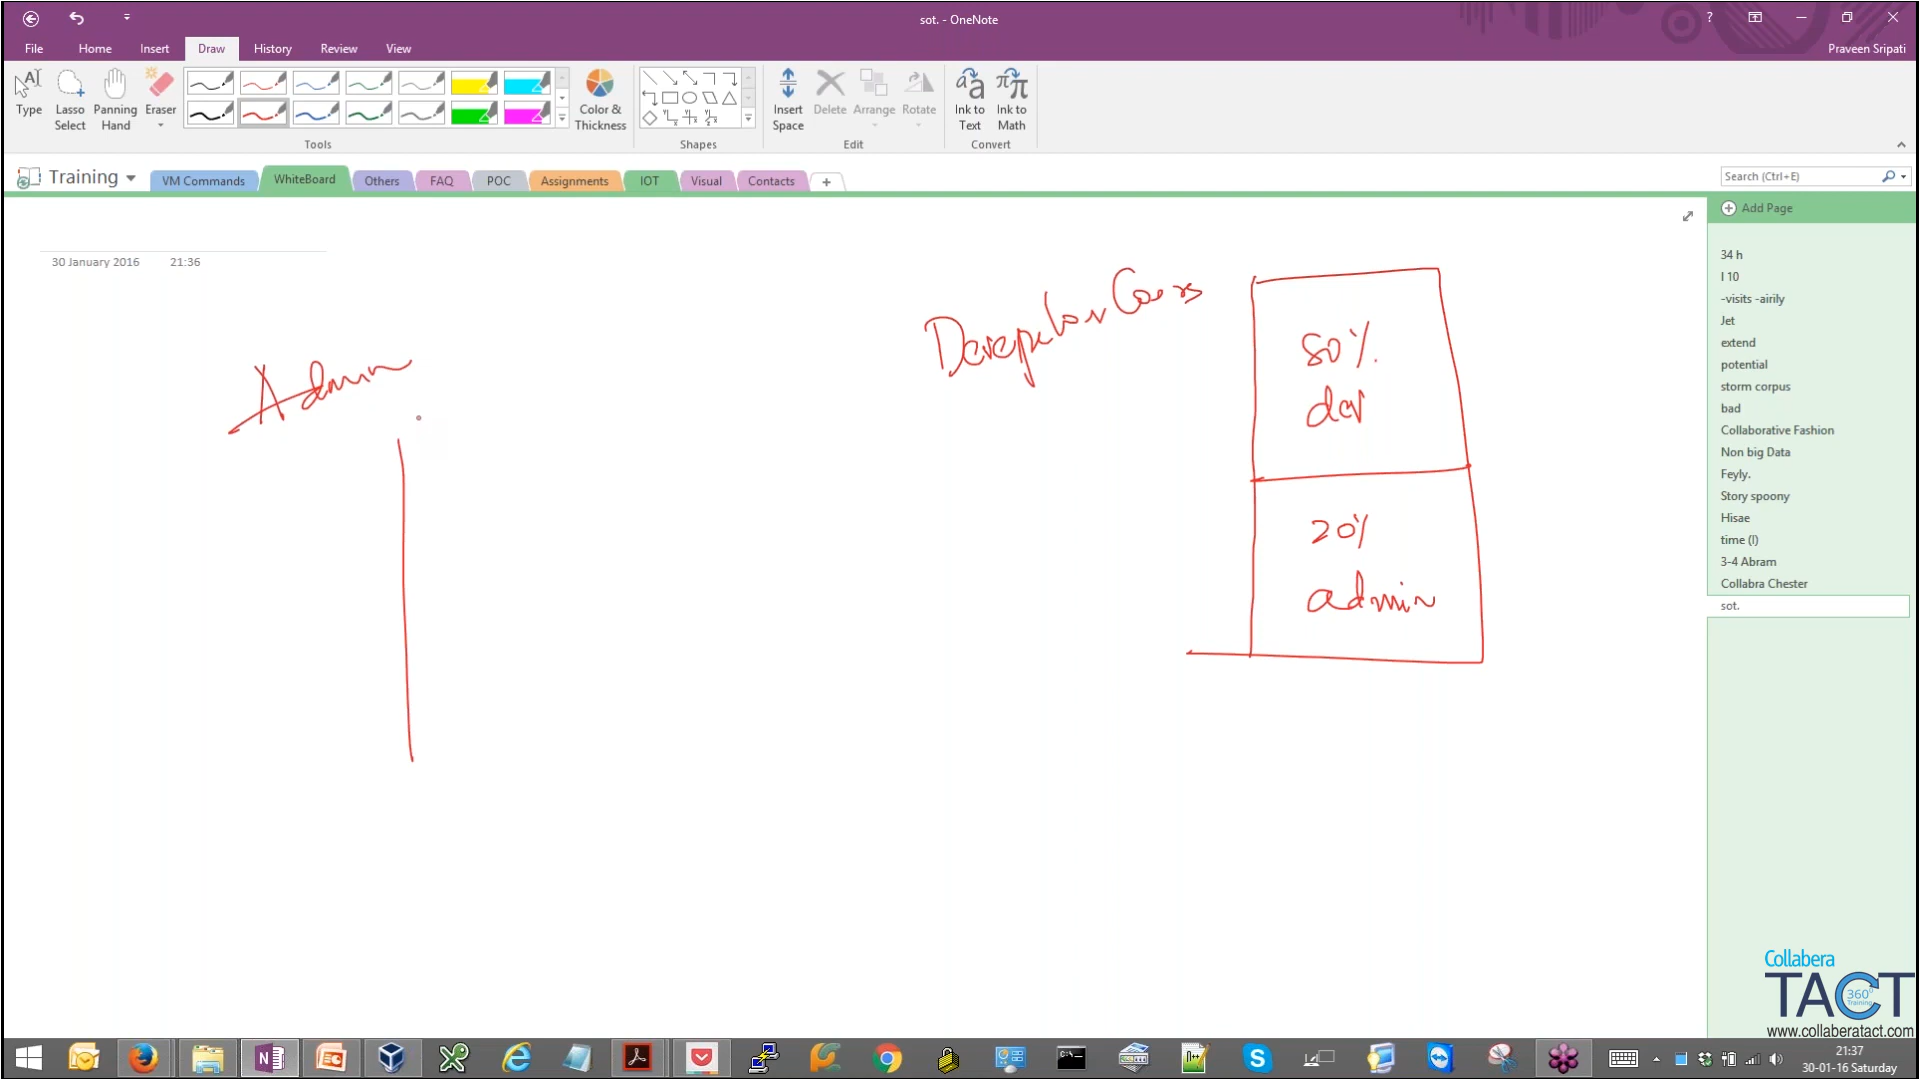 sot. - OneNote
?
File Home Insert Draw History Review View
Praveen Sripati
Type
Lasso Select
Panning Hand
Eraser
Color & Thickness
Insert Space
Delete
Arrange
Rotate
Ink to Text
Ink to Math
Tools
Shapes
Edit
Convert
Training
VM Commands
WhiteBoard
Others
FAQ
POC
Assignments
IOT
Visual
Contacts
Search (Ctrl+E)
Add Page
30 January 2016 21:36
34 h
I 10
-visits -airily
Jet
extend
potential
storm corpus
bad
Collaborative Fashion
Non big Data
Feyly.
Story spoony
Hisae
time (l)
3-4 Abram
Collabra Chester
sot.
Admin
80%
dev
20%
admin
Collabera
TACT
360°
Training
www.collaberatact.com
21:37
30-01-16 Saturday